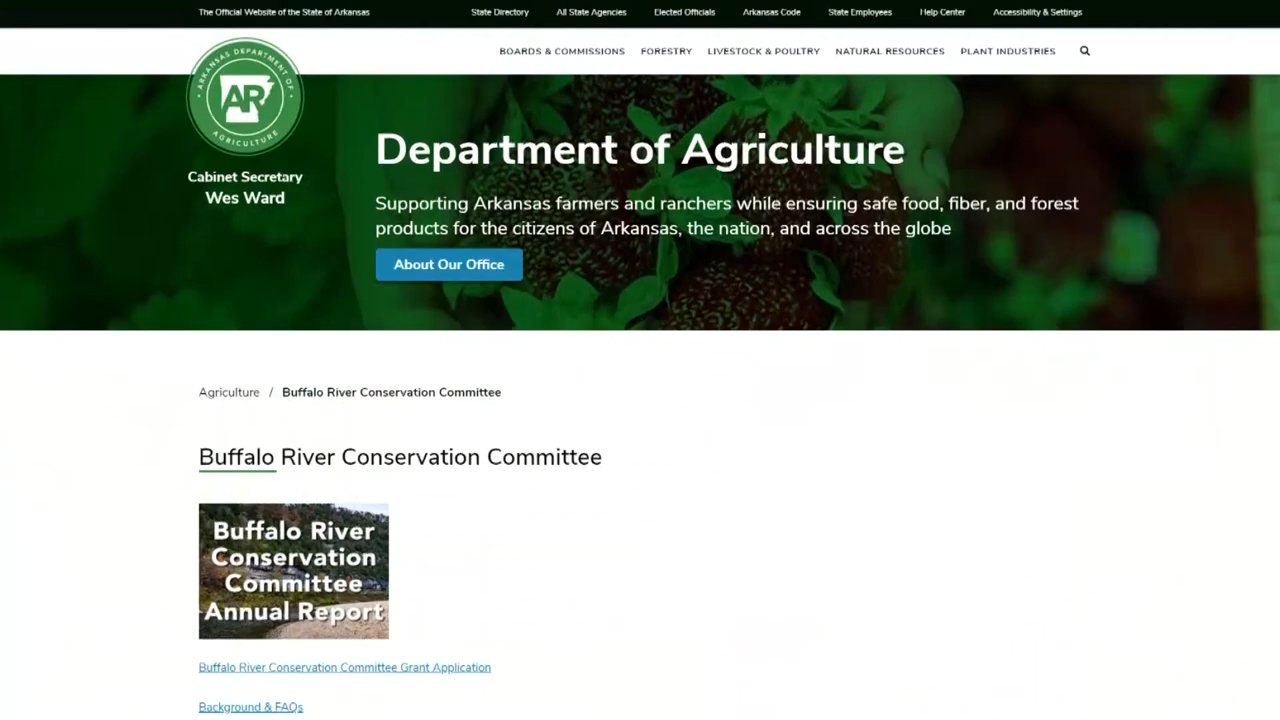 The Official Website of the State of Arkansas State Directory All State Agencies Elected Officials Arkansas Code State Employees Help Center Accessibility & Settings
BOARDS & COMMISSIONS FORESTRY LIVESTOCK & POULTRY NATURAL RESOURCES PLANT INDUSTRIES
ARKANSAS DEPARTMENT OF
AR
AGRICULTURE
Cabinet Secretary
Wes Ward
Department of Agriculture
Supporting Arkansas farmers and ranchers while ensuring safe food, fiber, and forest
products for the citizens of Arkansas, the nation, and across the globe
About Our Office
Agriculture / Buffalo River Conservation Committee
Buffalo River Conservation Committee
Buffalo River
Conservation
Committee
Annual Report
Buffalo River Conservation Committee Grant Application
Background & FAQs